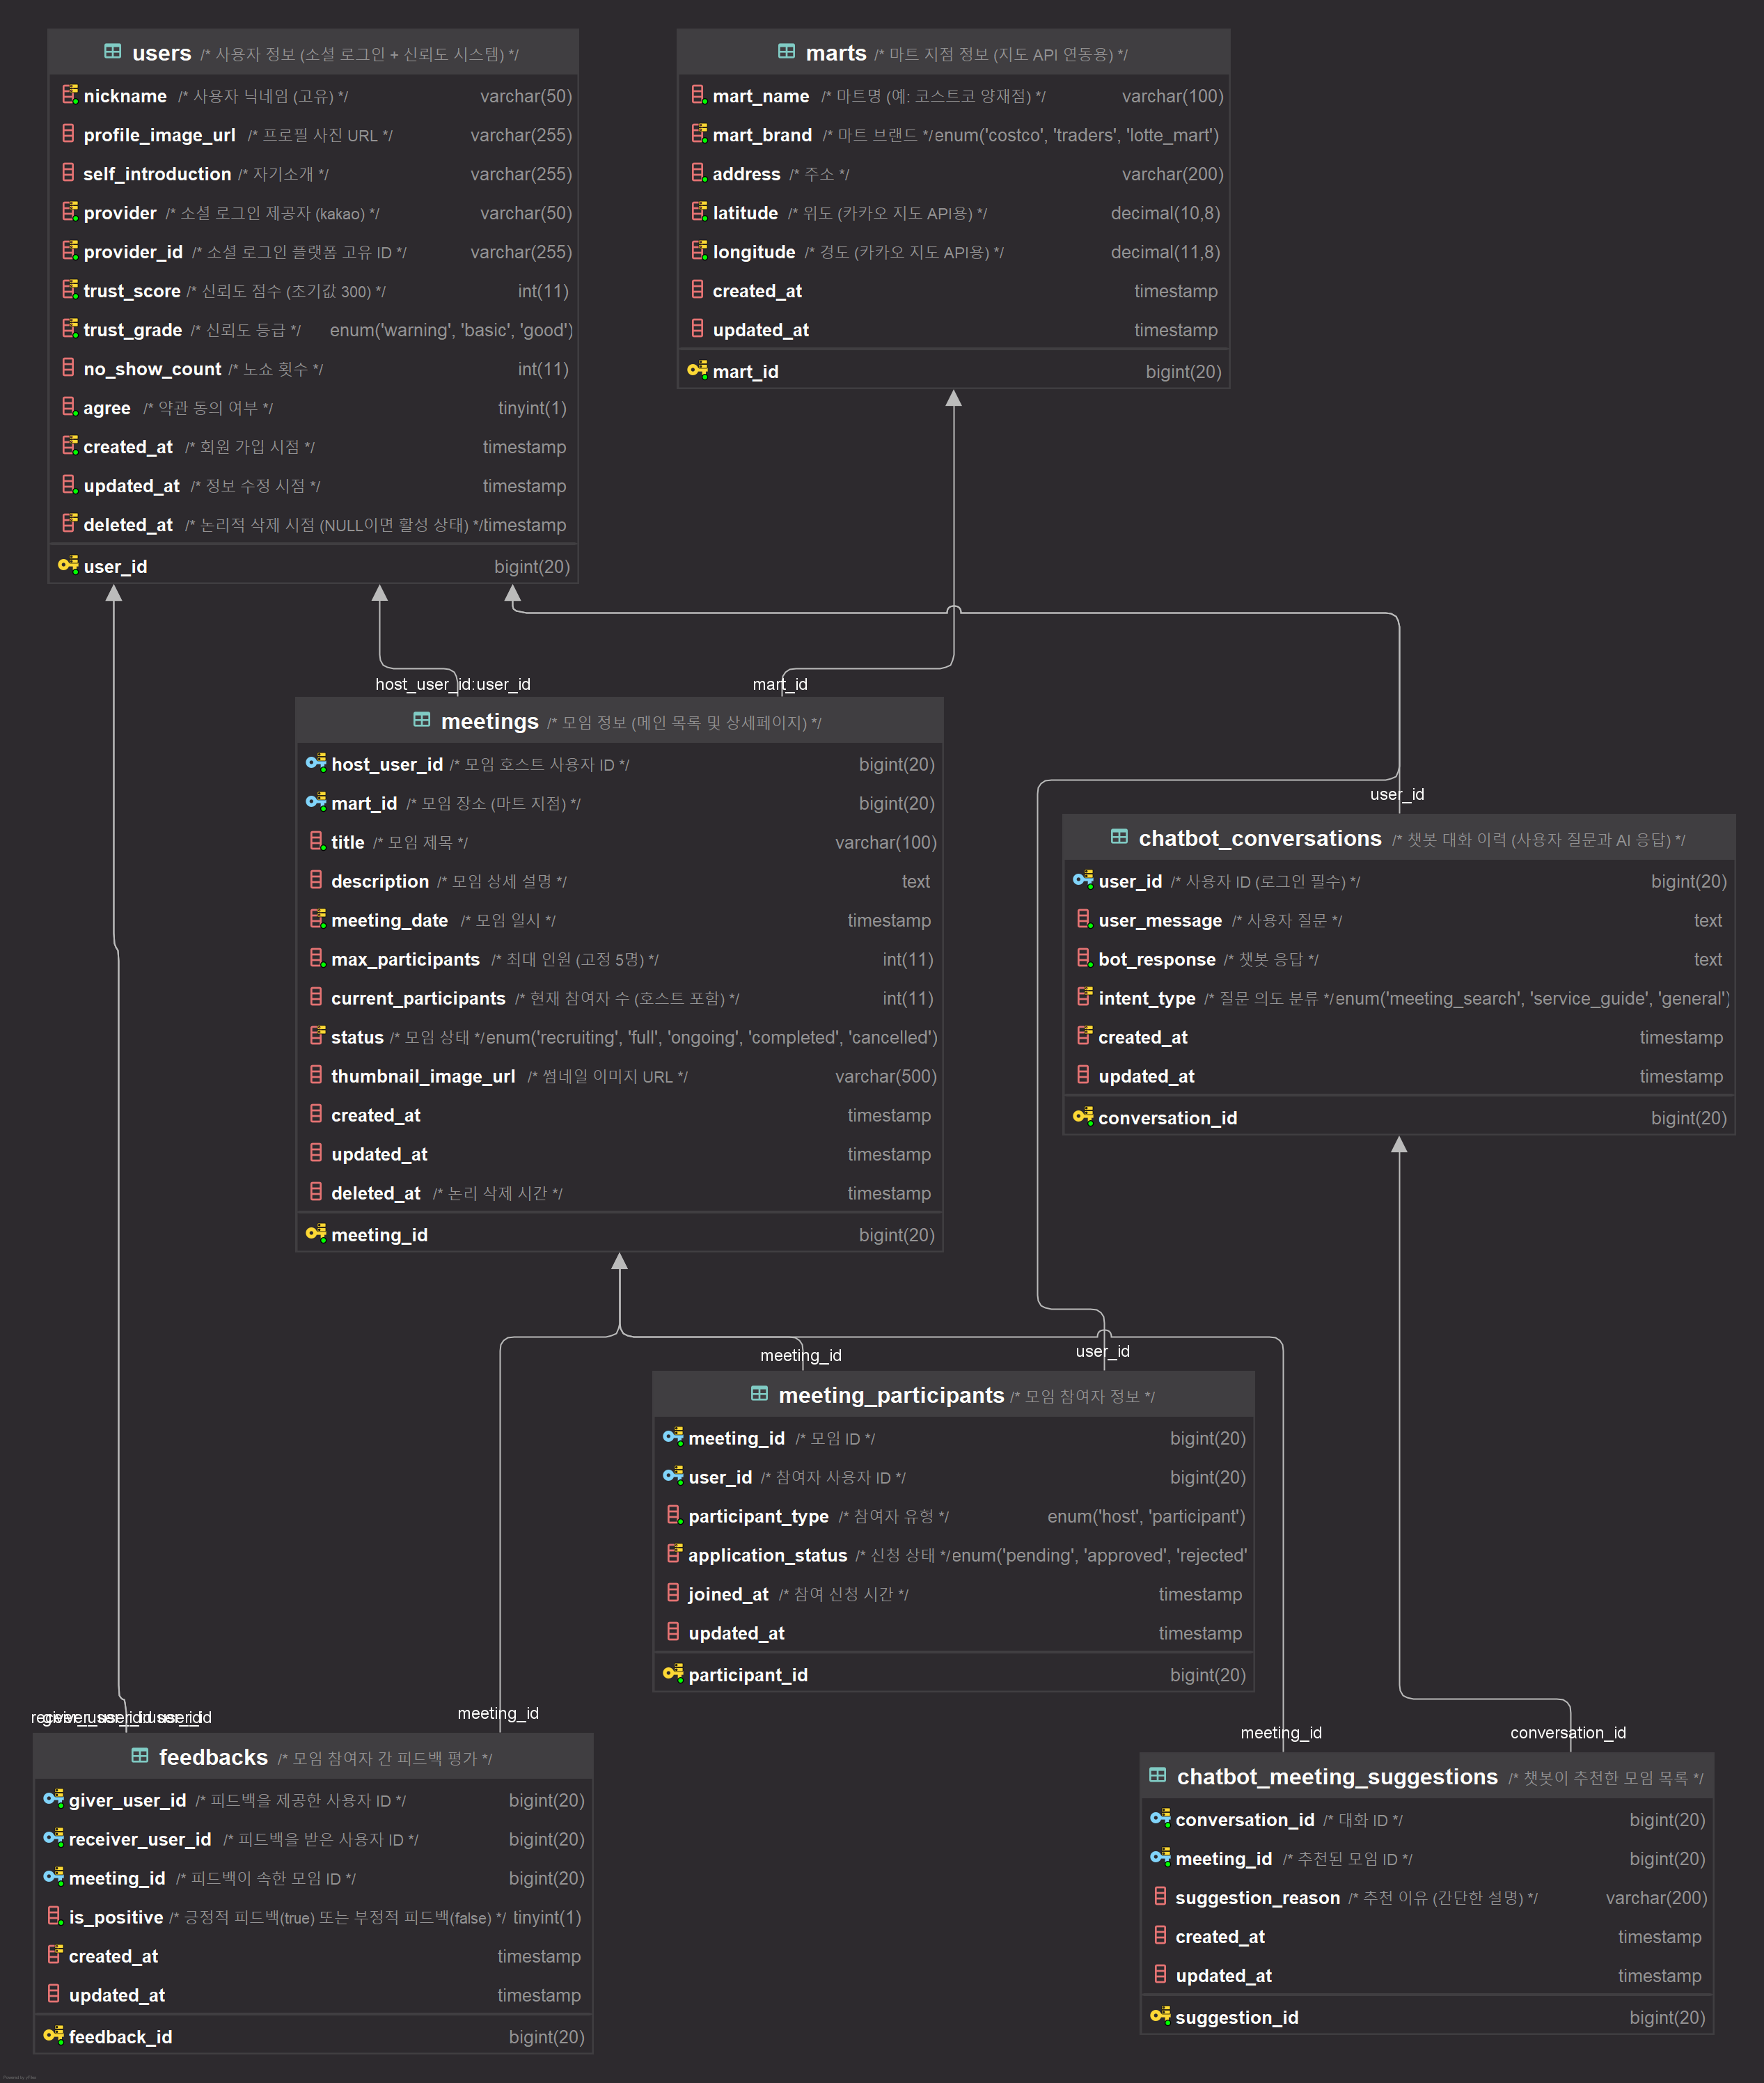 users /* 사용자 정보 (소셜 로그인 + 신뢰도 시스템) */
nickname /* 사용자 닉네임 (고유) */ varchar(50)
profile_image_url /* 프로필 사진 URL */ varchar(255)
self_introduction /* 자기소개 */ varchar(255)
provider /* 소셜 로그인 제공자 (kakao) */ varchar(50)
provider_id /* 소셜 로그인 플랫폼 고유 ID */ varchar(255)
trust_score /* 신뢰도 점수 (초기값 300) */ int(11)
trust_grade /* 신뢰도 등급 */ enum('warning', 'basic', 'good')
no_show_count /* 노쇼 횟수 */ int(11)
agree /* 약관 동의 여부 */ tinyint(1)
created_at /* 회원 가입 시점 */ timestamp
updated_at /* 정보 수정 시점 */ timestamp
deleted_at /* 논리적 삭제 시점 (NULL이면 활성 상태) */ timestamp
user_id bigint(20)
marts /* 마트 지점 정보 (지도 API 연동용) */
mart_name /* 마트명 (예: 코스트코 양재점) */ varchar(100)
mart_brand /* 마트 브랜드 */ enum('costco', 'traders', 'lotte_mart')
address /* 주소 */ varchar(200)
latitude /* 위도 (카카오 지도 API용) */ decimal(10,8)
longitude /* 경도 (카카오 지도 API용) */ decimal(11,8)
created_at timestamp
updated_at timestamp
mart_id bigint(20)
host_user_id:user_id
mart_id
meetings /* 모임 정보 (메인 목록 및 상세페이지) */
host_user_id /* 모임 호스트 사용자 ID */ bigint(20)
mart_id /* 모임 장소 (마트 지점) */ bigint(20)
title /* 모임 제목 */ varchar(100)
description /* 모임 상세 설명 */ text
meeting_date /* 모임 일시 */ timestamp
max_participants /* 최대 인원 (고정 5명) */ int(11)
current_participants /* 현재 참여자 수 (호스트 포함) */ int(11)
status /* 모임 상태 */ enum('recruiting', 'full', 'ongoing', 'completed', 'cancelled')
thumbnail_image_url /* 썸네일 이미지 URL */ varchar(500)
created_at timestamp
updated_at timestamp
deleted_at /* 논리 삭제 시간 */ timestamp
meeting_id bigint(20)
user_id
chatbot_conversations /* 챗봇 대화 이력 (사용자 질문과 AI 응답) */
user_id /* 사용자 ID (로그인 필수) */ bigint(20)
user_message /* 사용자 질문 */ text
bot_response /* 챗봇 응답 */ text
intent_type /* 질문 의도 분류 */ enum('meeting_search', 'service_guide', 'general')
created_at timestamp
updated_at timestamp
conversation_id bigint(20)
meeting_id
user_id
meeting_participants /* 모임 참여자 정보 */
meeting_id /* 모임 ID */ bigint(20)
user_id /* 참여자 사용자 ID */ bigint(20)
participant_type /* 참여자 유형 */ enum('host', 'participant')
application_status /* 신청 상태 */ enum('pending', 'approved', 'rejected'
joined_at /* 참여 신청 시간 */ timestamp
updated_at timestamp
participant_id bigint(20)
meeting_id
feedbacks /* 모임 참여자 간 피드백 평가 */
giver_user_id /* 피드백을 제공한 사용자 ID */ bigint(20)
receiver_user_id /* 피드백을 받은 사용자 ID */ bigint(20)
meeting_id /* 피드백이 속한 모임 ID */ bigint(20)
is_positive /* 긍정적 피드백(true) 또는 부정적 피드백(false) */ tinyint(1)
created_at timestamp
updated_at timestamp
feedback_id bigint(20)
meeting_id
conversation_id
chatbot_meeting_suggestions /* 챗봇이 추천한 모임 목록 */
conversation_id /* 대화 ID */ bigint(20)
meeting_id /* 추천된 모임 ID */ bigint(20)
suggestion_reason /* 추천 이유 (간단한 설명) */ varchar(200)
created_at timestamp
updated_at timestamp
suggestion_id bigint(20)